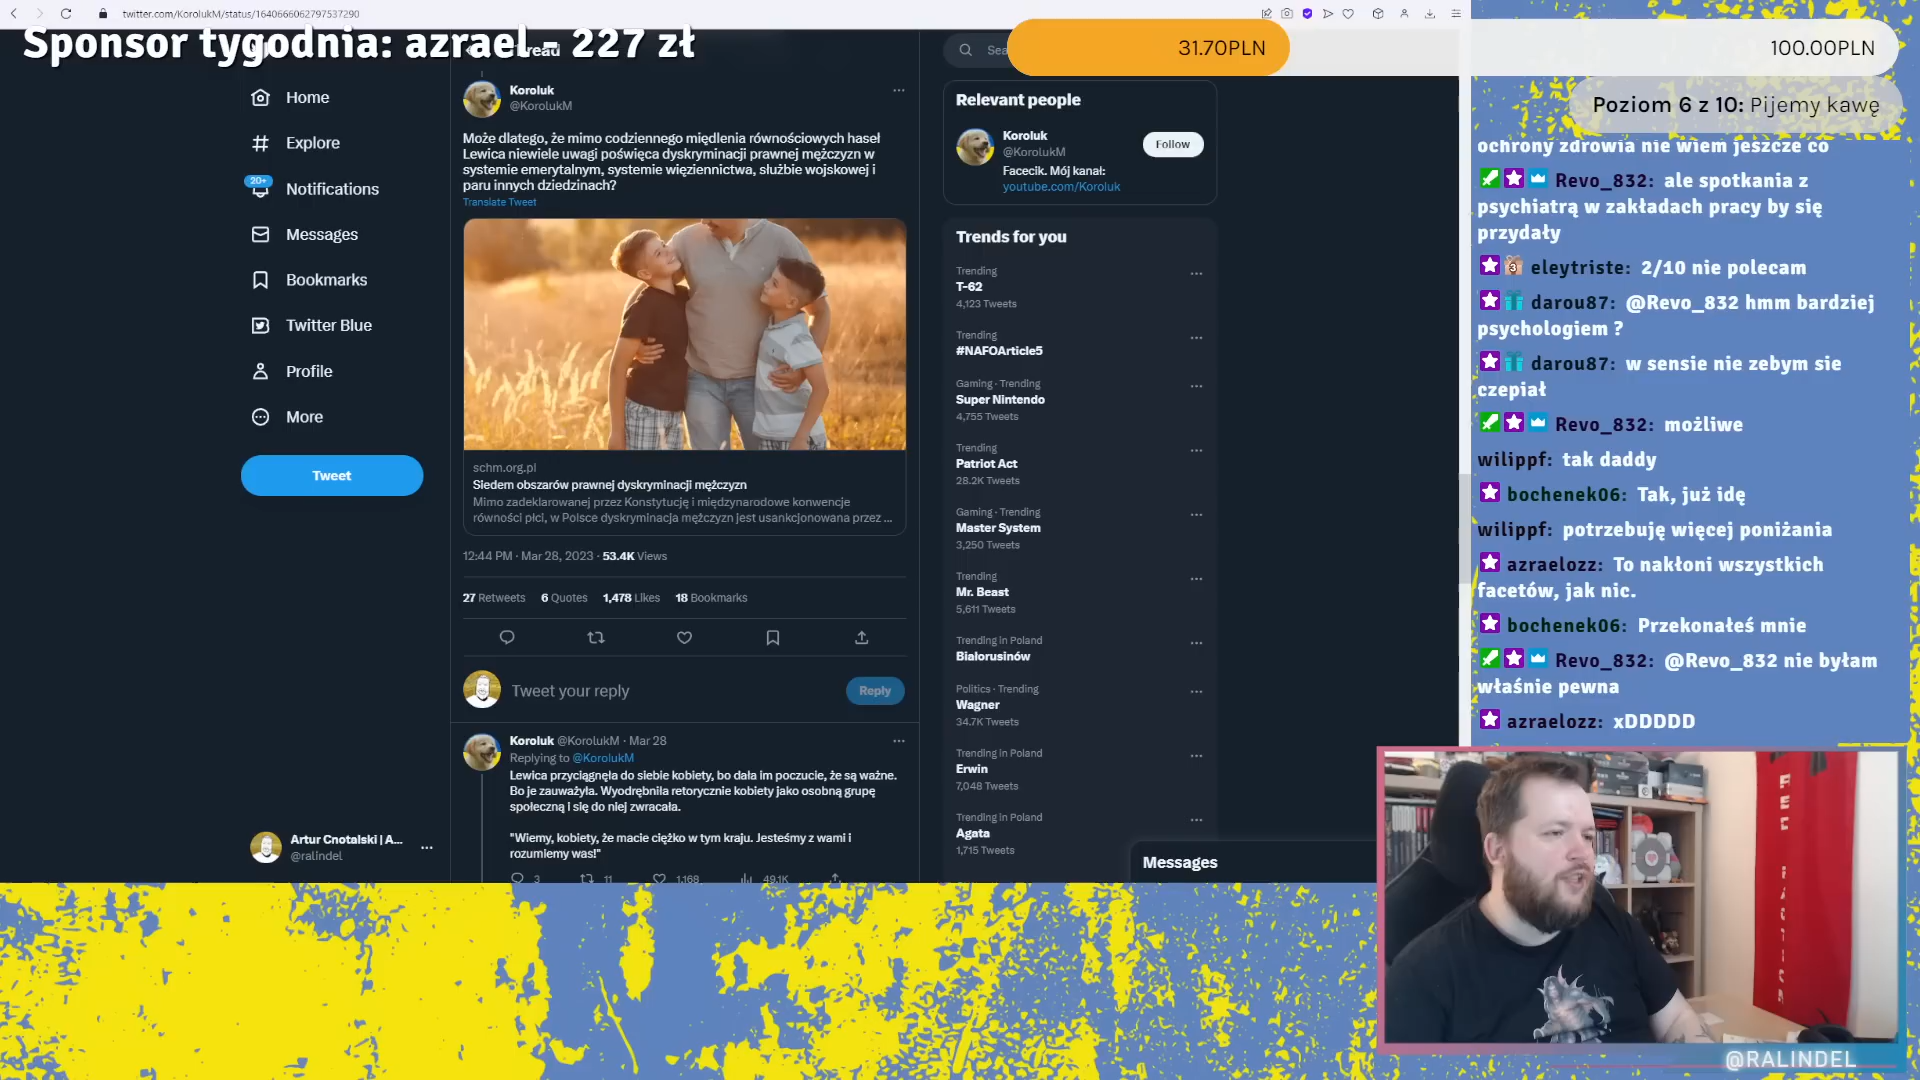 twitter.com/KorolukM/status/1640666062797537290
Sponsor tygodnia: azrael - 227 zł
31.70PLN
100.00PLN
Poziom 6 z 10: Pijemy kawę
Home
Explore
20+
Notifications
Messages
Bookmarks
Twitter Blue
Profile
More
Tweet
Artur Cnotalski | A...
@ralindel
Koroluk
@KorolukM
Może dlatego, że mimo codziennego międlenia równościowych haseł
Lewica niewiele uwagi poświęca dyskryminacji prawnej mężczyzn w
systemie emerytalnym, systemie więziennictwa, służbie wojskowej i
paru innych dziedzinach?
Translate Tweet
schm.org.pl
Siedem obszarów prawnej dyskryminacji mężczyzn
Mimo zadeklarowanej przez Konstytucję i międzynarodowe konwencje
równości płci, w Polsce dyskryminacja mężczyzn jest usankcjonowana przez ...
12:44 PM · Mar 28, 2023 · 53.4K Views
27 Retweets 6 Quotes 1,478 Likes 18 Bookmarks
Tweet your reply
Reply
Koroluk @KorolukM · Mar 28
Replying to @KorolukM
Lewica przyciągnęła do siebie kobiety, bo dała im poczucie, że są ważne.
Bo je zauważyła. Wyodrębniła retorycznie kobiety jako osobną grupę
społeczną i się do niej zwracała.
"Wiemy, kobiety, że macie ciężko w tym kraju. Jesteśmy z wami i
rozumiemy was!"
3 11 1,168 49.1K
Sea
Relevant people
Koroluk
@KorolukM
Follow
Facecik. Mój kanał:
youtube.com/Koroluk
Trends for you
Trending
T-62
4,123 Tweets
Trending
#NAFOArticle5
Gaming · Trending
Super Nintendo
4,755 Tweets
Trending
Patriot Act
28.2K Tweets
Gaming · Trending
Master System
3,250 Tweets
Trending
Mr. Beast
5,611 Tweets
Trending in Poland
Białorusinów
Politics · Trending
Wagner
34.7K Tweets
Trending in Poland
Erwin
7,048 Tweets
Trending in Poland
Agata
1,715 Tweets
Messages
ochrony zdrowia nie wiem jeszcze co
Revo_832: ale spotkania z
psychiatrą w zakładach pracy by się
przydały
eleytriste: 2/10 nie polecam
darou87: @Revo_832 hmm bardziej
psychologiem ?
darou87: w sensie nie zebym sie
czepiał
Revo_832: możliwe
wilippf: tak daddy
bochenek06: Tak, już idę
wilippf: potrzebuję więcej poniżania
azraelozz: To nakłoni wszystkich
facetów, jak nic.
bochenek06: Przekonałeś mnie
Revo_832: @Revo_832 nie byłam
właśnie pewna
azraelozz: xDDDDD
@RALINDEL